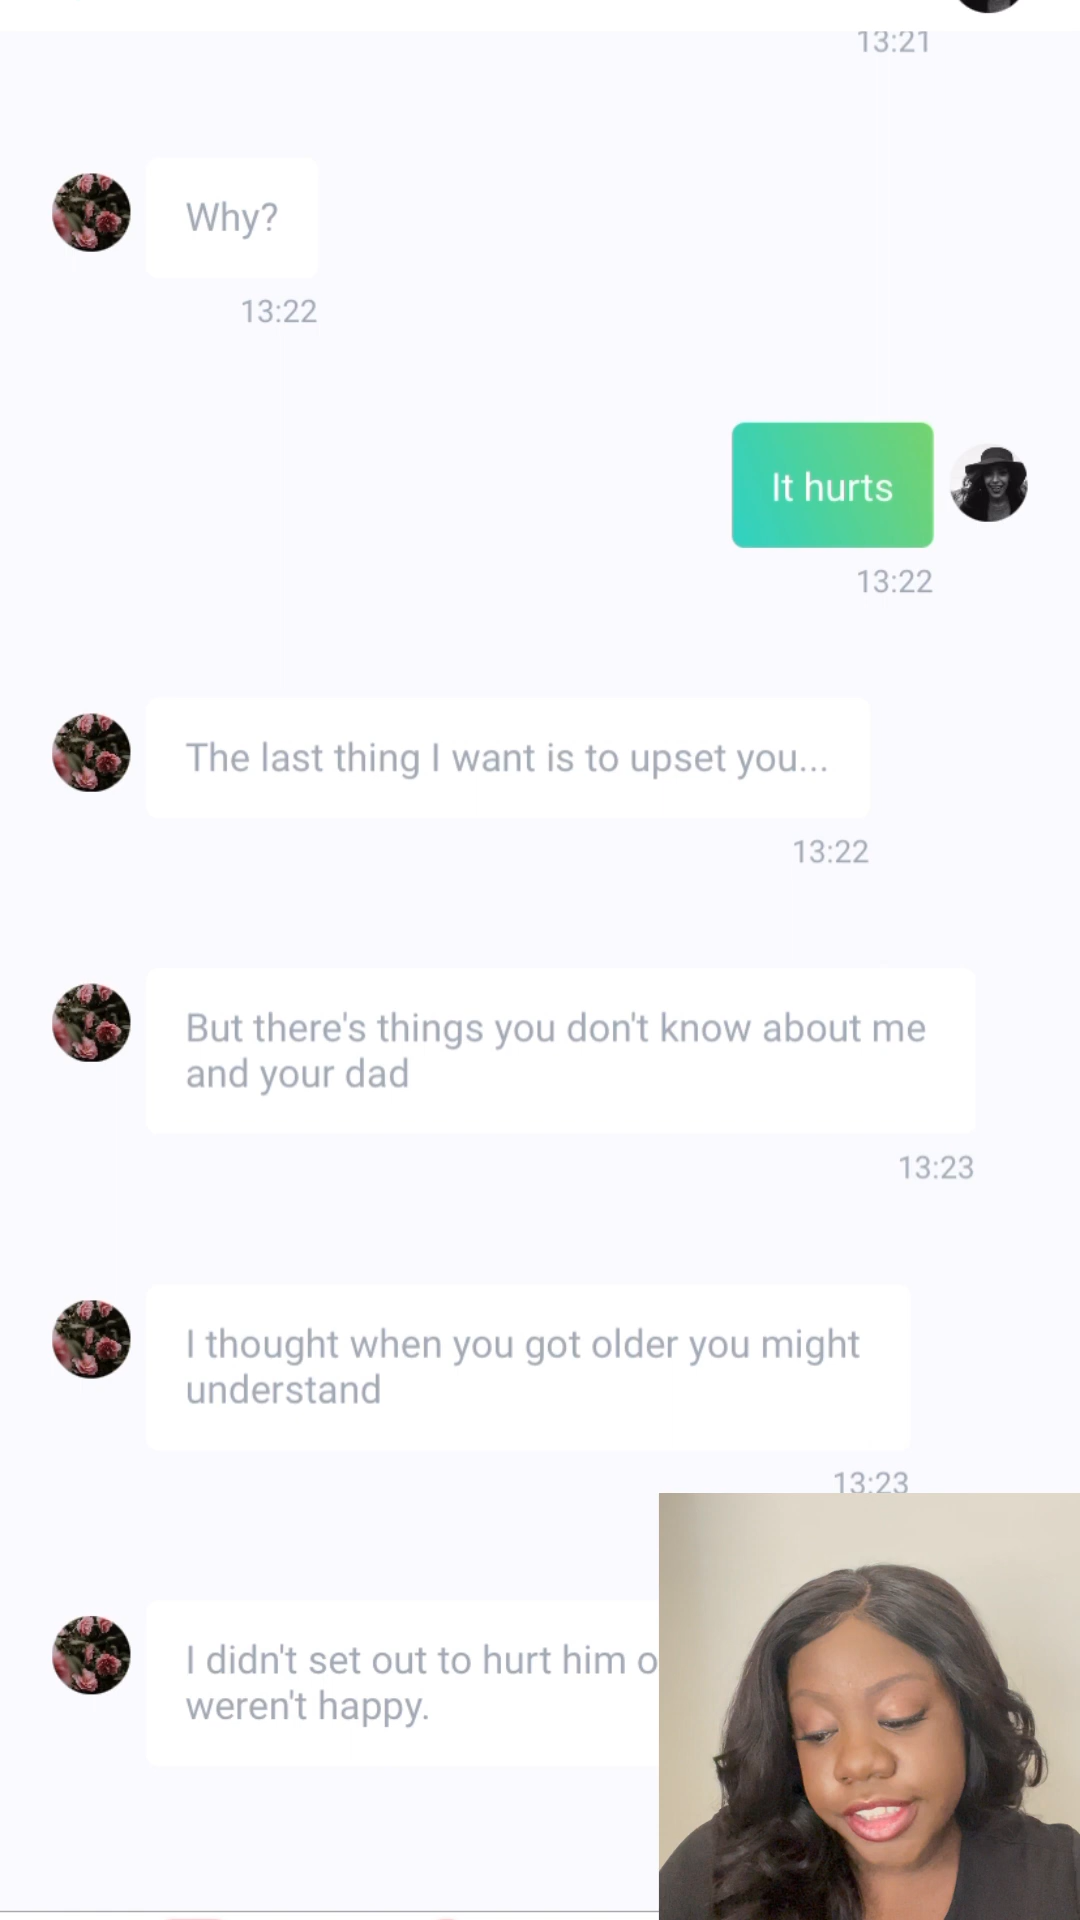 13:21
Why?
13:22
It hurts
13:22
The last thing I want is to upset you...
13:22
But there's things you don't know about me
and your dad
13:23
I thought when you got older you might
understand
13:23
I didn't set out to hurt him
weren't happy.